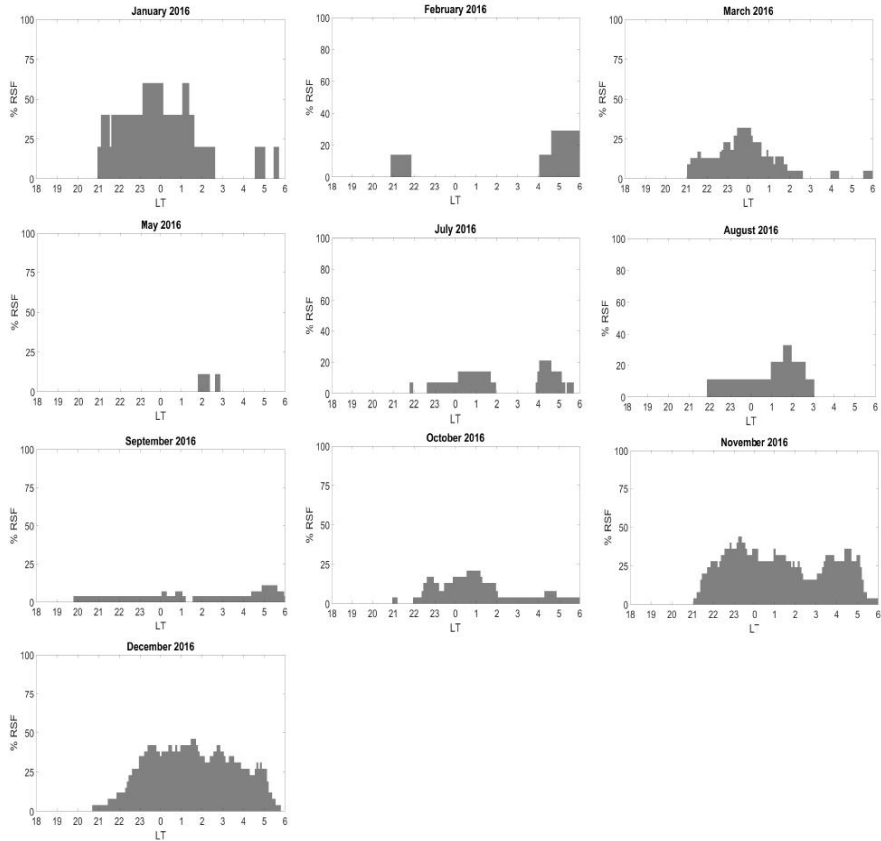 January 2016
% RSF
100
75
50
25
0
18 19 20 21 22 23 0 1 2 3 4 5 6
LT
February 2016
% RSF
100
80
60
40
20
0
18 19 20 21 22 23 0 1 2 3 4 5 6
LT
March 2016
% RSF
100
75
50
25
0
18 19 20 21 22 23 0 1 2 3 4 5 6
LT
May 2016
% RSF
100
75
50
25
0
18 19 20 21 22 23 0 1 2 3 4 5 6
LT
July 2016
% RSF
100
80
60
40
20
0
18 19 20 21 22 23 0 1 2 3 4 5 6
LT
August 2016
% RSF
100
80
60
40
20
0
18 19 20 21 22 23 0 1 2 3 4 5 6
LT
September 2016
% RSF
100
75
50
25
0
18 19 20 21 22 23 0 1 2 3 4 5 6
LT
October 2016
% RSF
100
75
50
25
0
18 19 20 21 22 23 0 1 2 3 4 5 6
LT
November 2016
% RSF
100
75
50
25
0
18 19 20 21 22 23 0 1 2 3 4 5 6
LT
December 2016
% RSF
100
75
50
25
0
18 19 20 21 22 23 0 1 2 3 4 5 6
LT